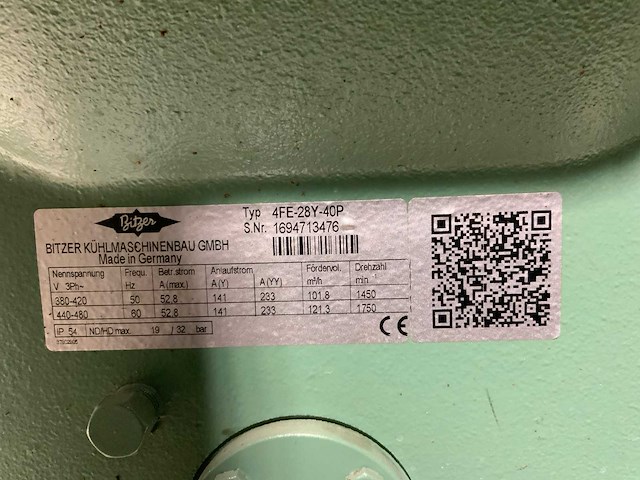 Bitzer
Typ 4FE-28Y-40P
S.Nr. 1694713476
BITZER KÜHLMASCHINENBAU GMBH
Made in Germany
Nennspannung Frequ. Betr.strom Anlaufstrom Fördervol. Drehzahl
V 3Ph~ Hz A (max.) A (Y) A (YY) m³/h min
380-420 50 52,8 141 233 101.8 1450
440-480 60 52,8 141 233 121.3 1750
IP 54 ND/HD max. 19 / 32 bar
CE